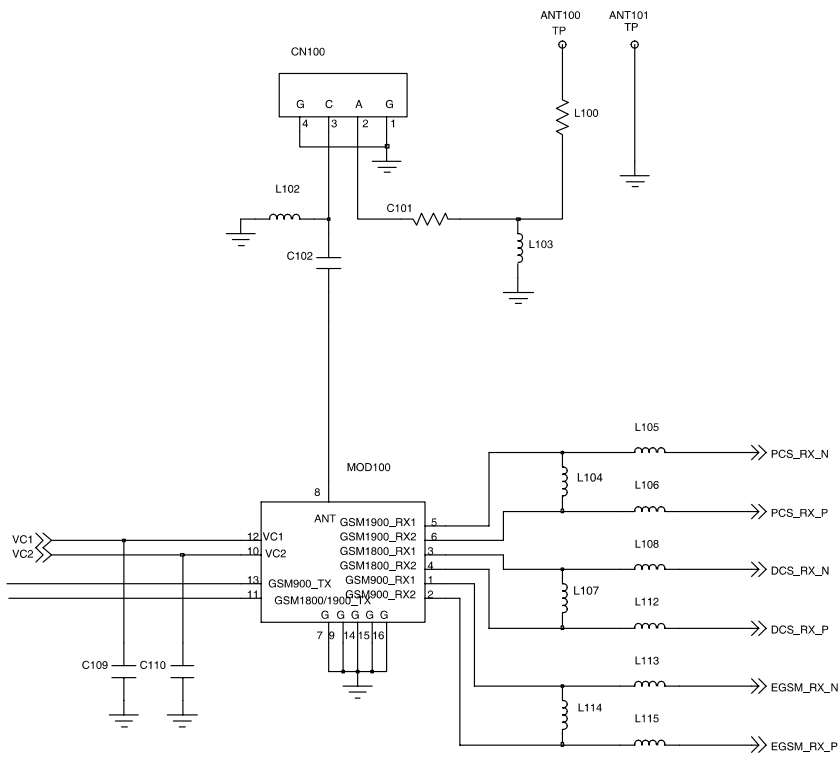 ANT100 ANT101
TP TP
CN100
G C A G
4 3 2 1
L100
L102
C101
L103
C102
L105
PCS_RX_N
MOD100
L104
L106
8
PCS_RX_P
ANT
GSM1900_RX1 5
VC1 12 VC1 GSM1900_RX2 6
L108
VC2 10 VC2 GSM1800_RX1 3
GSM1800_RX2 4
DCS_RX_N
13 GSM900_TX GSM900_RX1 1
11 GSM1800/1900_TX GSM900_RX2 2
L107
L112
G G G G G
7 9 14 15 16
DCS_RX_P
C109 C110
L113
EGSM_RX_N
L114
L115
EGSM_RX_P